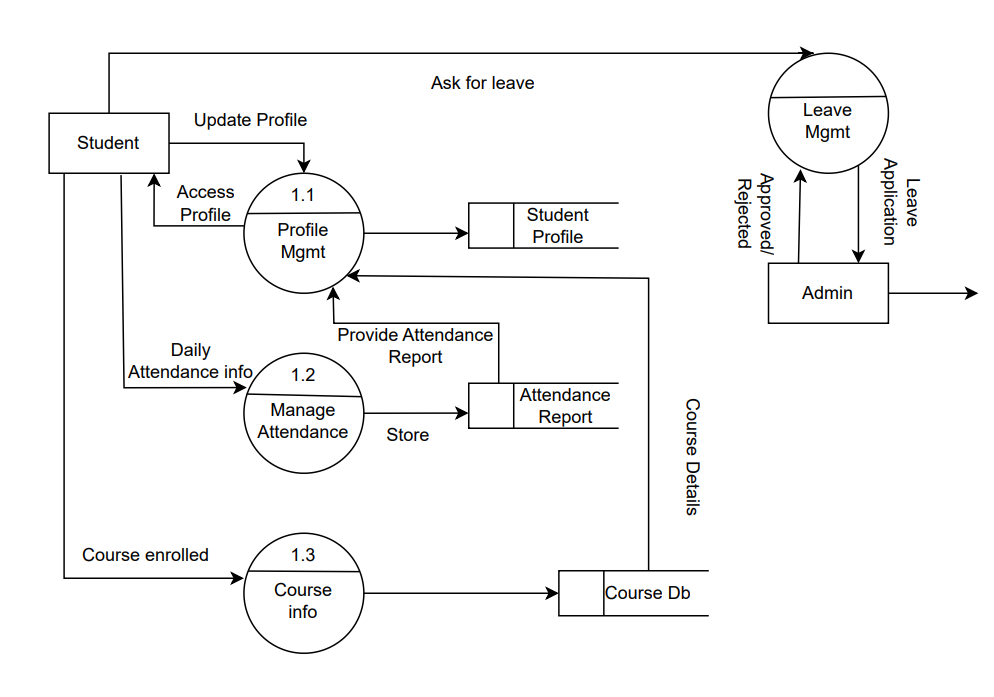 Ask for leave
Leave
Mgmt
Student
Update Profile
Access
Profile
1.1
Profile
Mgmt
Student
Profile
Approved/
Rejected
Leave
Application
Admin
Provide Attendance
Report
Daily
Attendance info
1.2
Manage
Attendance
Store
Attendance
Report
Course Details
Course enrolled
1.3
Course
info
Course Db